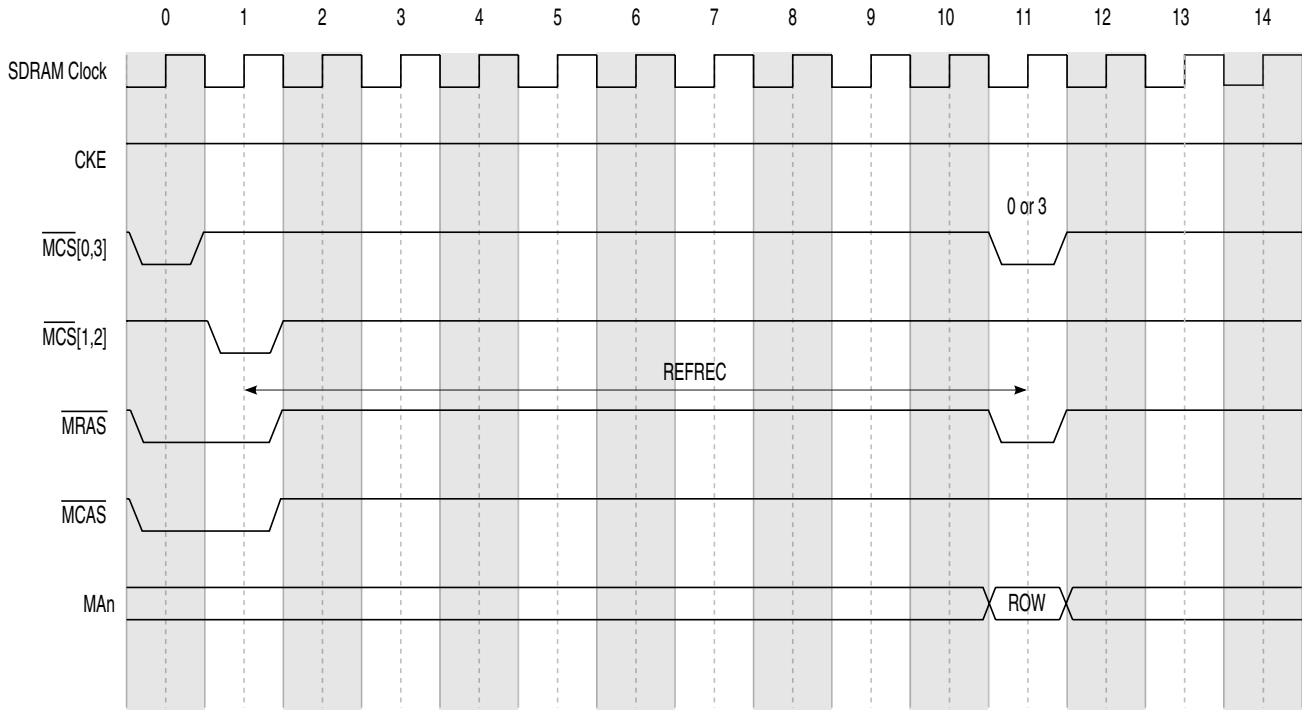 0 1 2 3 4 5 6 7 8 9 10 11 12 13 14
SDRAM Clock
CKE
0 or 3
MCS[0,3]
MCS[1,2]
REFREC
MRAS
MCAS
MAn
ROW